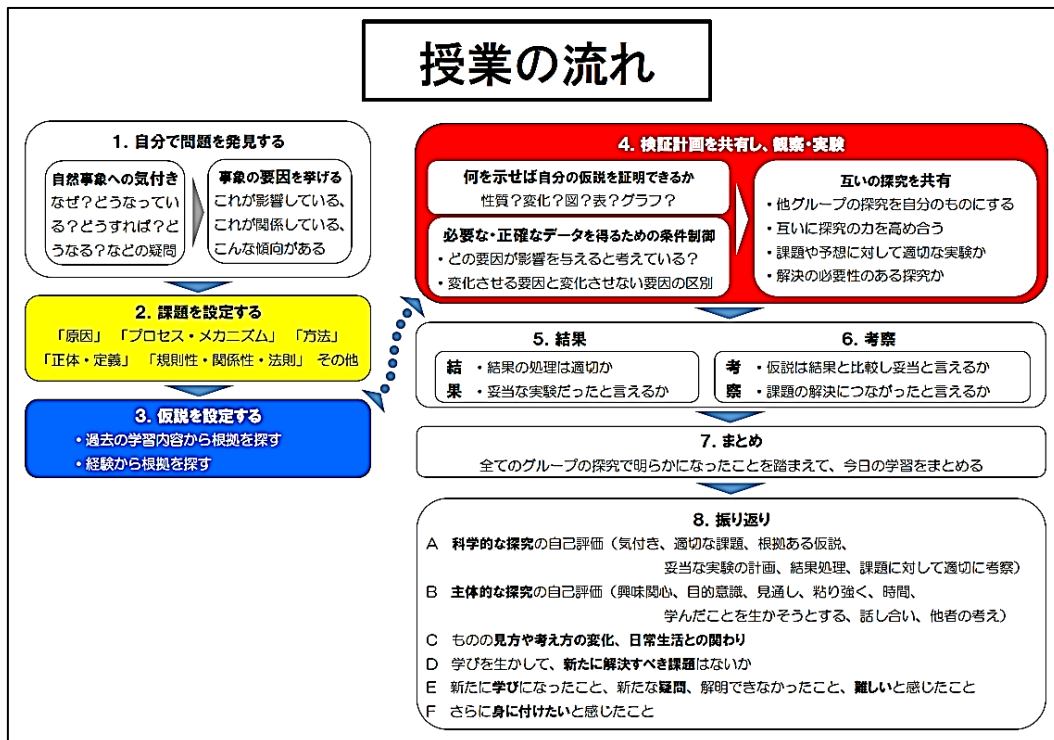 授業の流れ
1. 自分で問題を発見する
自然事象への気付き
なぜ?どうなってい
る?どうすれば?ど
うなる?などの疑問
事象の要因を挙げる
これが影響している、
これが関係している、
こんな傾向がある
2. 課題を設定する
「原因」 「プロセス・メカニズム」 「方法」
「正体・定義」 「規則性・関係性・法則」 その他
3. 仮説を設定する
・過去の学習内容から根拠を探す
・経験から根拠を探す
4. 検証計画を共有し、観察・実験
何を示せば自分の仮説を証明できるか
性質?変化?図?表?グラフ?
必要な・正確なデータを得るための条件制御
・どの要因が影響を与えると考えている?
・変化させる要因と変化させない要因の区別
互いの探究を共有
・他グループの探究を自分のものにする
・互いに探究の力を高め合う
・課題や予想に対して適切な実験か
・解決の必要性のある探究か
5. 結果
結果
・結果の処理は適切か
・妥当な実験だったと言えるか
6. 考察
考察
・仮説は結果と比較し妥当と言えるか
・課題の解決につながったと言えるか
7. まとめ
全てのグループの探究で明らかになったことを踏まえて、今日の学習をまとめる
8. 振り返り
A 科学的な探究の自己評価(気付き、適切な課題、根拠ある仮説、
妥当な実験の計画、結果処理、課題に対して適切に考察)
B 主体的な探究の自己評価(興味関心、目的意識、見通し、粘り強く、時間、
学んだことを生かそうとする、話し合い、他者の考え)
C ものの見方や考え方の変化、日常生活との関わり
D 学びを生かして、新たに解決すべき課題はないか
E 新たに学びになったこと、新たな疑問、解明できなかったこと、難しいと感じたこと
F さらに身に付けたいと感じたこと